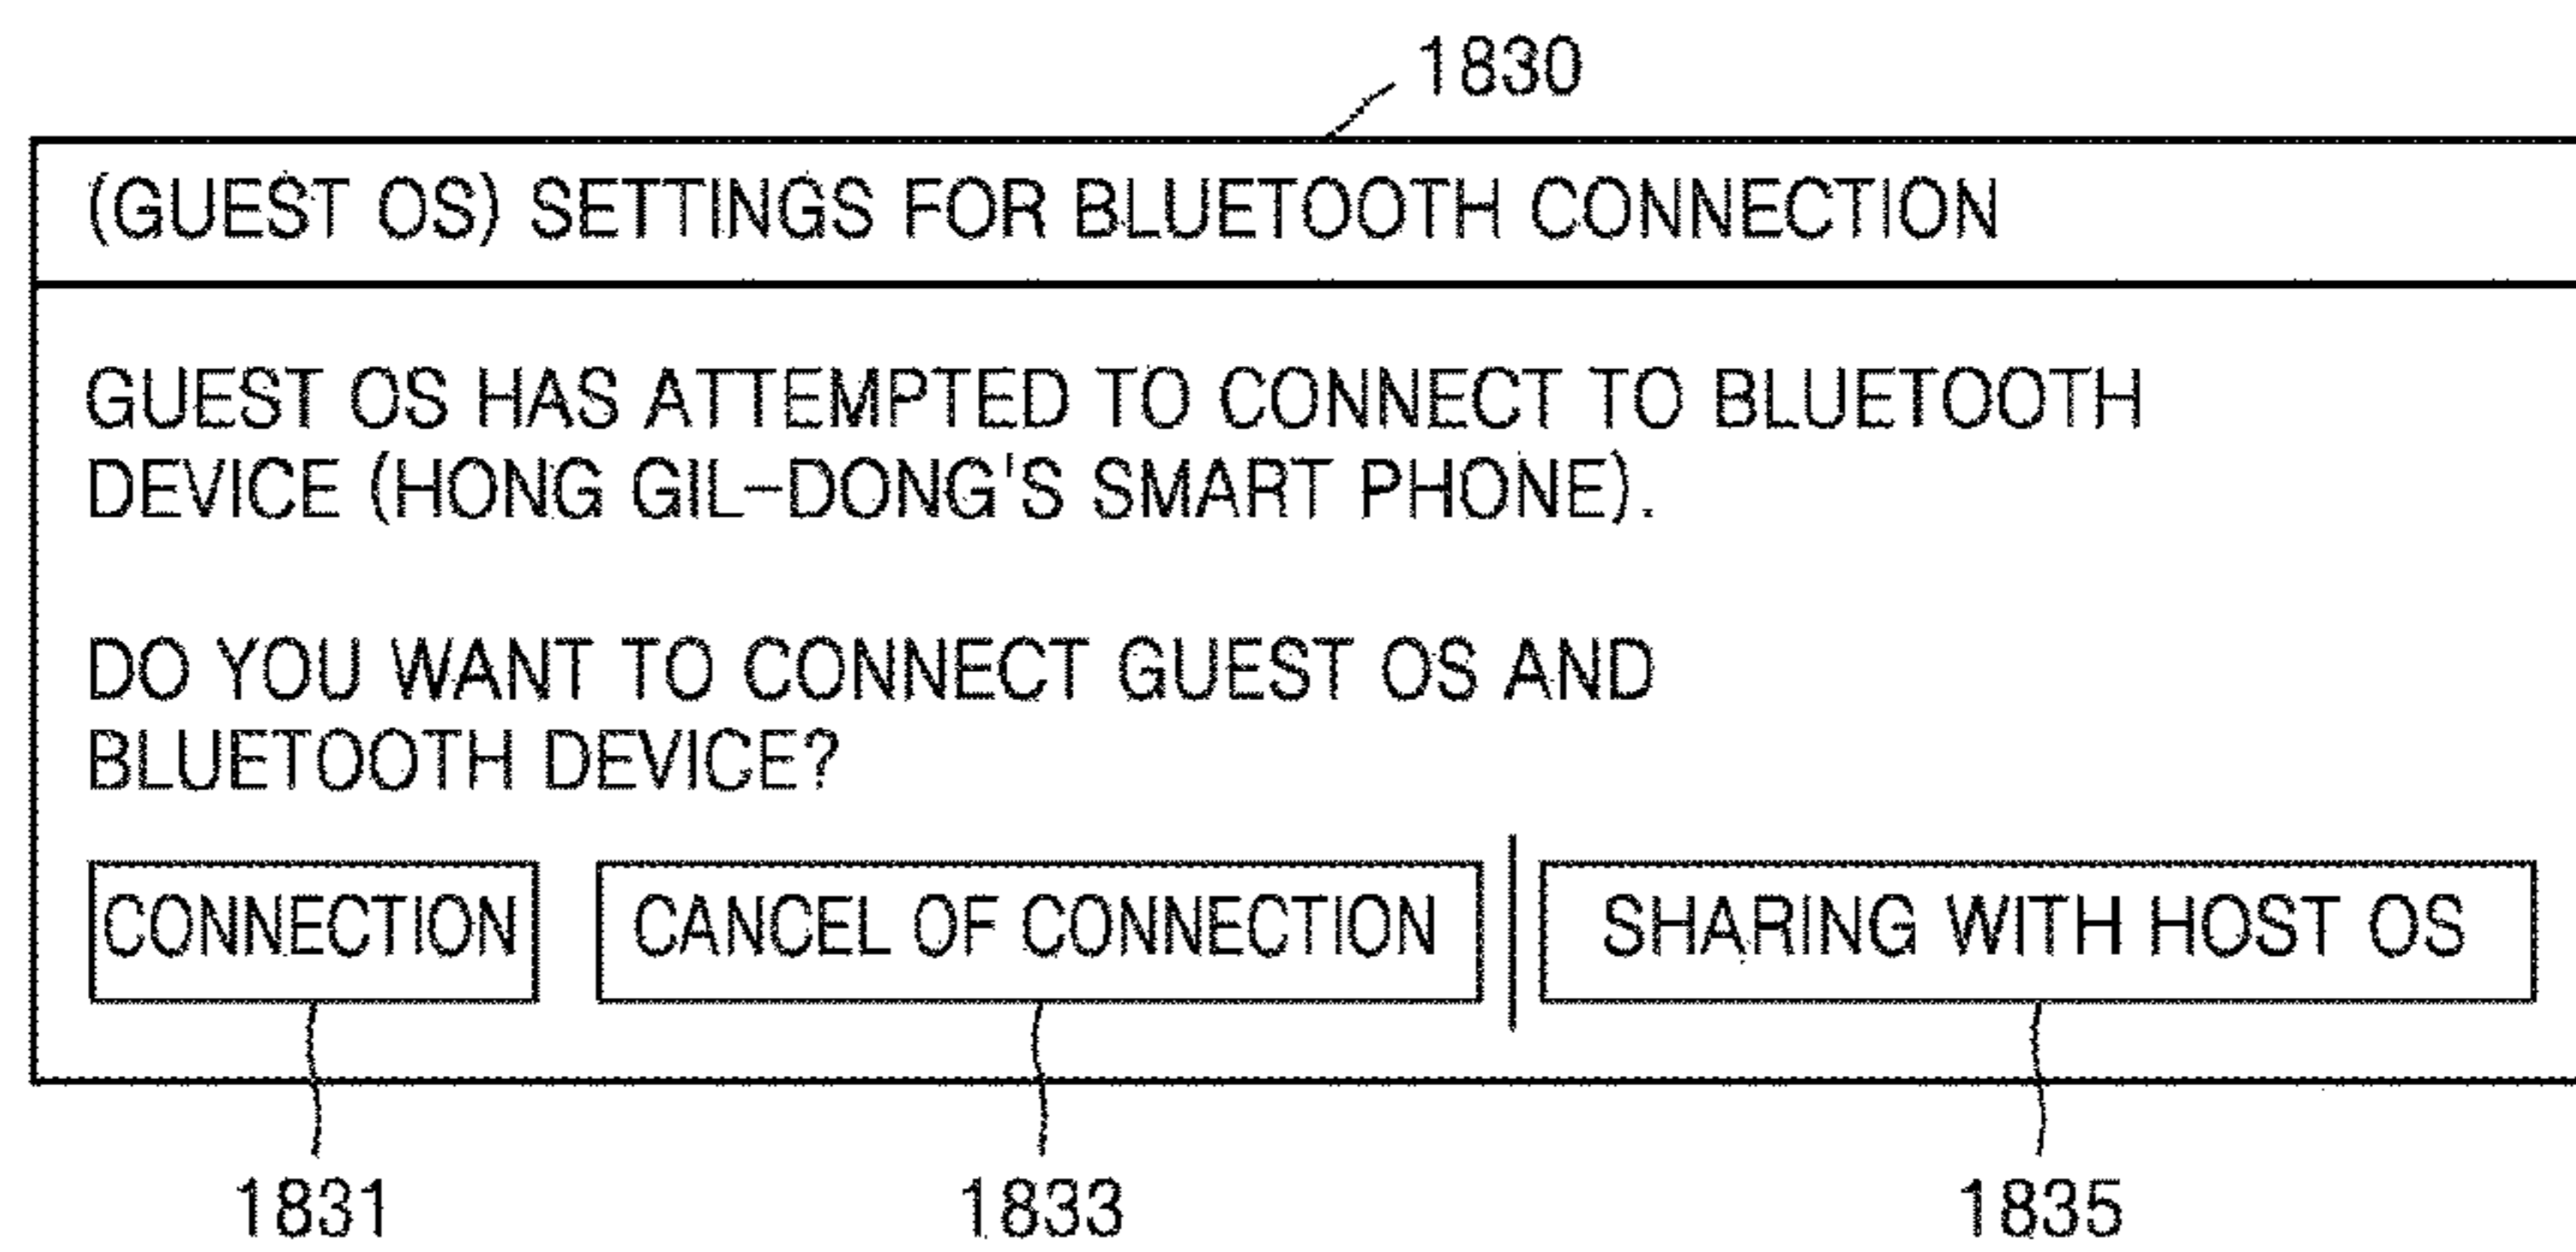 1830
(GUEST OS) SETTINGS FOR BLUETOOTH CONNECTION
GUEST OS HAS ATTEMPTED TO CONNECT TO BLUETOOTH
DEVICE (HONG GIL-DONG'S SMART PHONE).
DO YOU WANT TO CONNECT GUEST OS AND
BLUETOOTH DEVICE?
CONNECTION CANCEL OF CONNECTION SHARING WITH HOST OS
1831 1833 1835